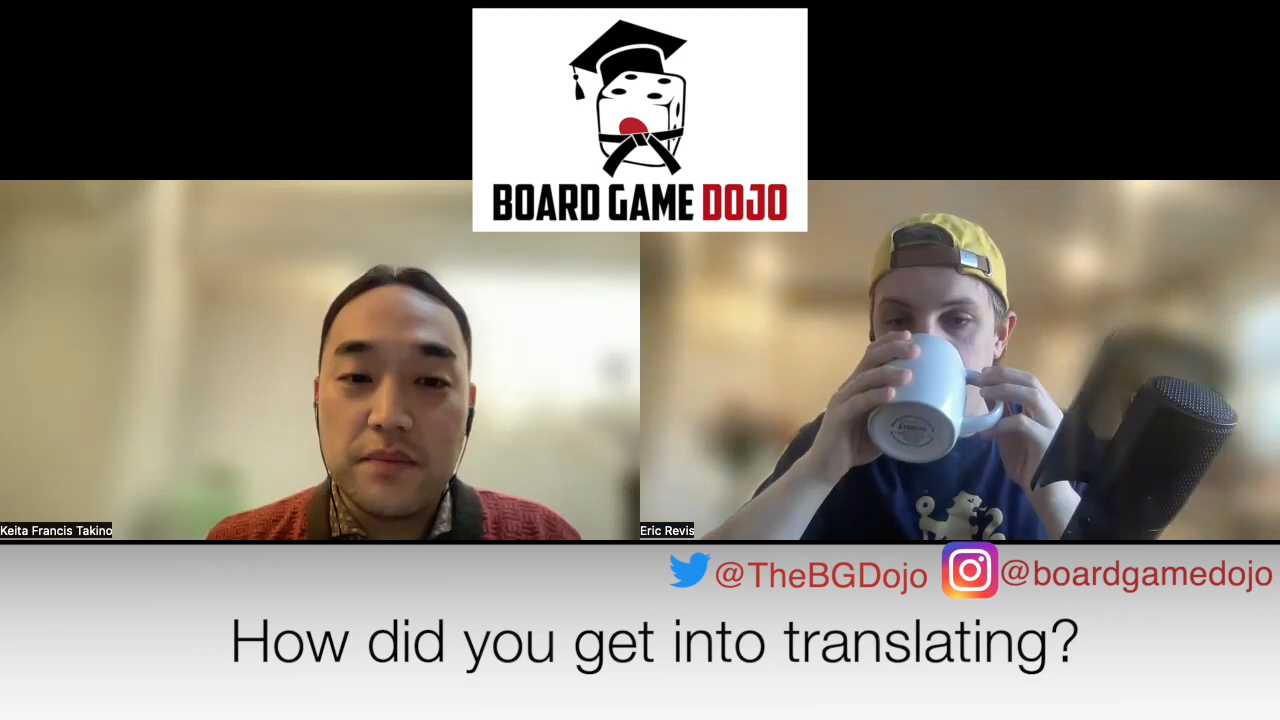 BOARD GAME DOJO
Keita Francis Takino
Eric Revis
@TheBGDojo @boardgamedojo
How did you get into translating?